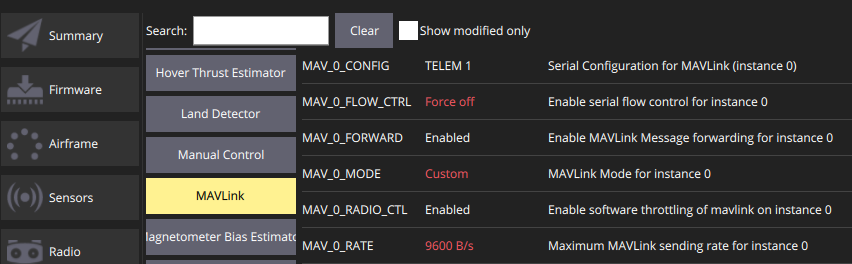 Summary
Firmware
Airframe
Sensors
Radio
Search:
Clear
Show modified only
Hover Thrust Estimator
Land Detector
Manual Control
MAVLink
Magnetometer Bias Estimato
MAV_0_CONFIG TELEM 1 Serial Configuration for MAVLink (instance 0)
MAV_0_FLOW_CTRL Force off Enable serial flow control for instance 0
MAV_0_FORWARD Enabled Enable MAVLink Message forwarding for instance 0
MAV_0_MODE Custom MAVLink Mode for instance 0
MAV_0_RADIO_CTL Enabled Enable software throttling of mavlink on instance 0
MAV_0_RATE 9600 B/s Maximum MAVLink sending rate for instance 0